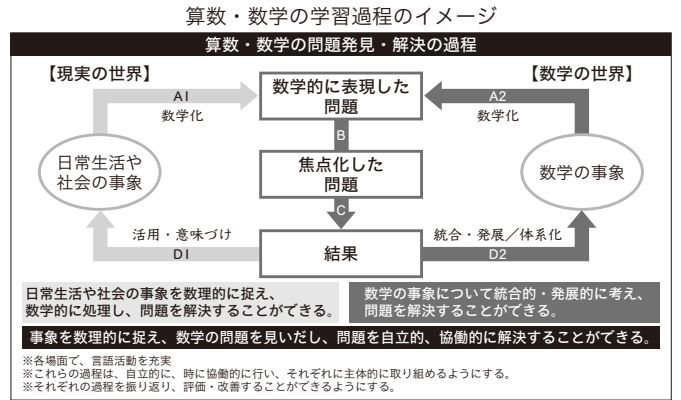 算数・数学の学習過程のイメージ
算数・数学の問題発見・解決の過程
【現実の世界】
【数学の世界】
A1
数学化
数学的に表現した
問題
A2
数学化
B
日常生活や
社会の事象
焦点化した
問題
数学の事象
C
活用・意味づけ
D1
結果
統合・発展／体系化
D2
日常生活や社会の事象を数理的に捉え、
数学的に処理し、問題を解決することができる。
数学の事象について統合的・発展的に考え、
問題を解決することができる。
事象を数理的に捉え、数学の問題を見いだし、問題を自立的、協働的に解決することができる。
※各場面で、言語活動を充実
※これらの過程は、自立的に、時に協働的に行い、それぞれに主体的に取り組めるようにする。
※それぞれの過程を振り返り、評価・改善することができるようにする。